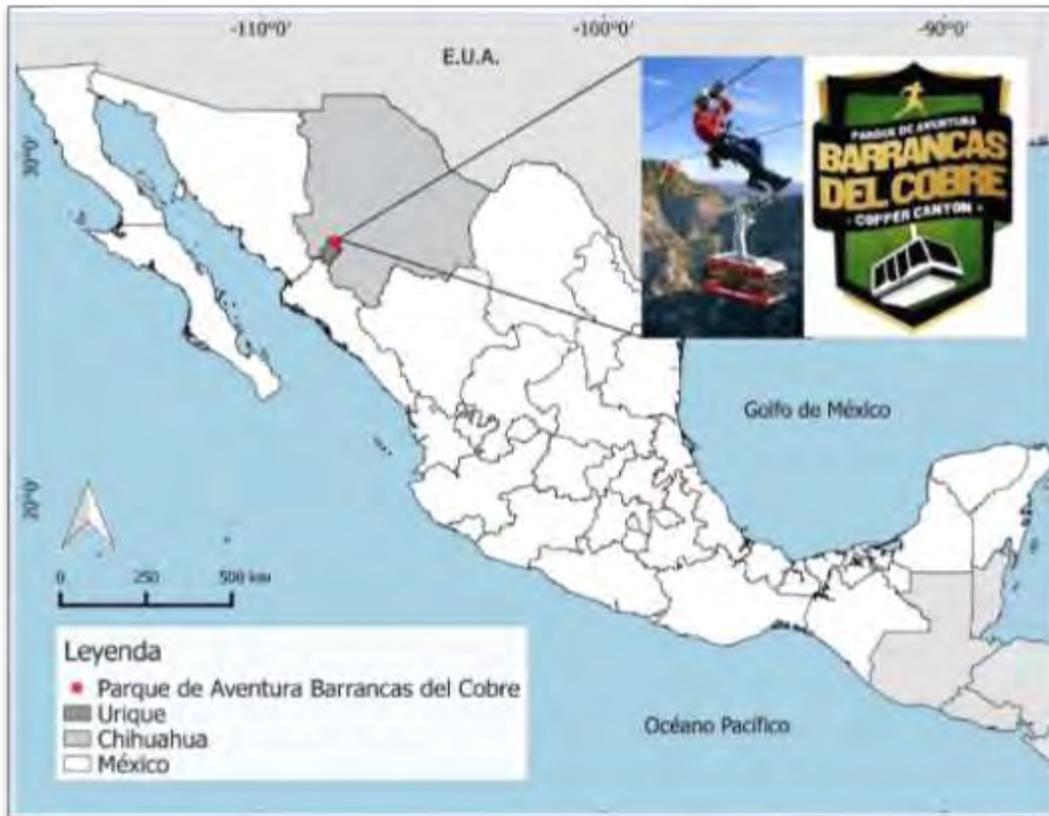 -110°0'
-100°0'
-90°0'
E.U.A.
30°0'
PARQUE DE AVENTURA
BARRANCAS
DEL COBRE
· COPPER CANYON ·
Golfo de México
20°0'
0 250 500 km
Leyenda
Parque de Aventura Barrancas del Cobre
Urique
Chihuahua
México
Océano Pacífico